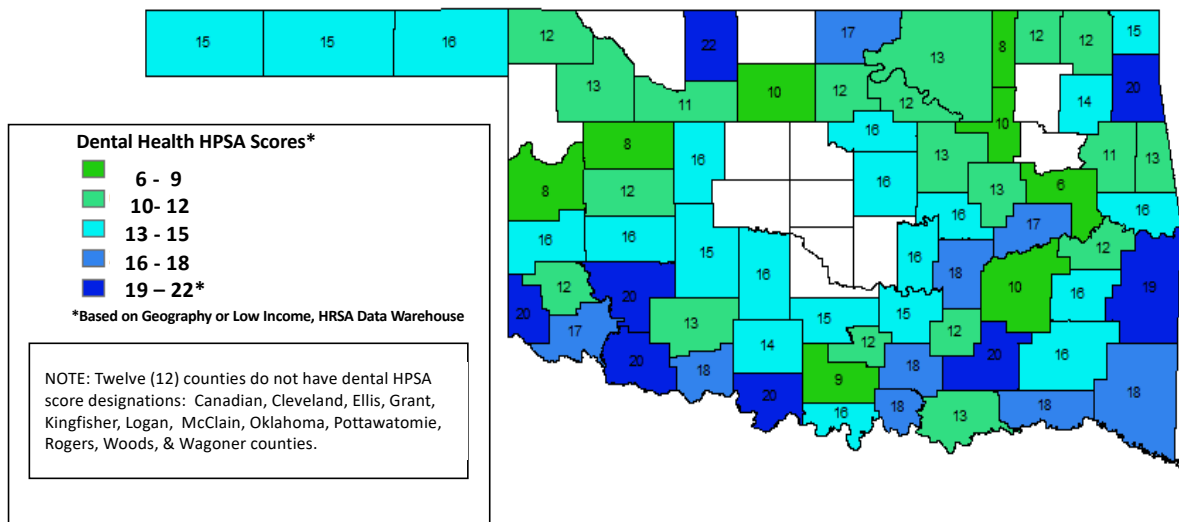 15 15 16 12 22 17 13 8 12 12 15
13 11 10 12 12 14 20
Dental Health HPSA Scores*
6 - 9
10- 12
13 - 15
16 - 18
19 – 22*
*Based on Geography or Low Income, HRSA Data Warehouse
8 16 16 13 10 11 13
8 12 16 13 6
16 16 15 16 17 16
12 20 16 16 18 10 12 19
20 17 13 15 15 12 16
20 18 14 12 18 20 16
20 9 18
16 18 13 18
NOTE: Twelve (12) counties do not have dental HPSA
score designations: Canadian, Cleveland, Ellis, Grant,
Kingfisher, Logan, McClain, Oklahoma, Pottawatomie,
Rogers, Woods, & Wagoner counties.